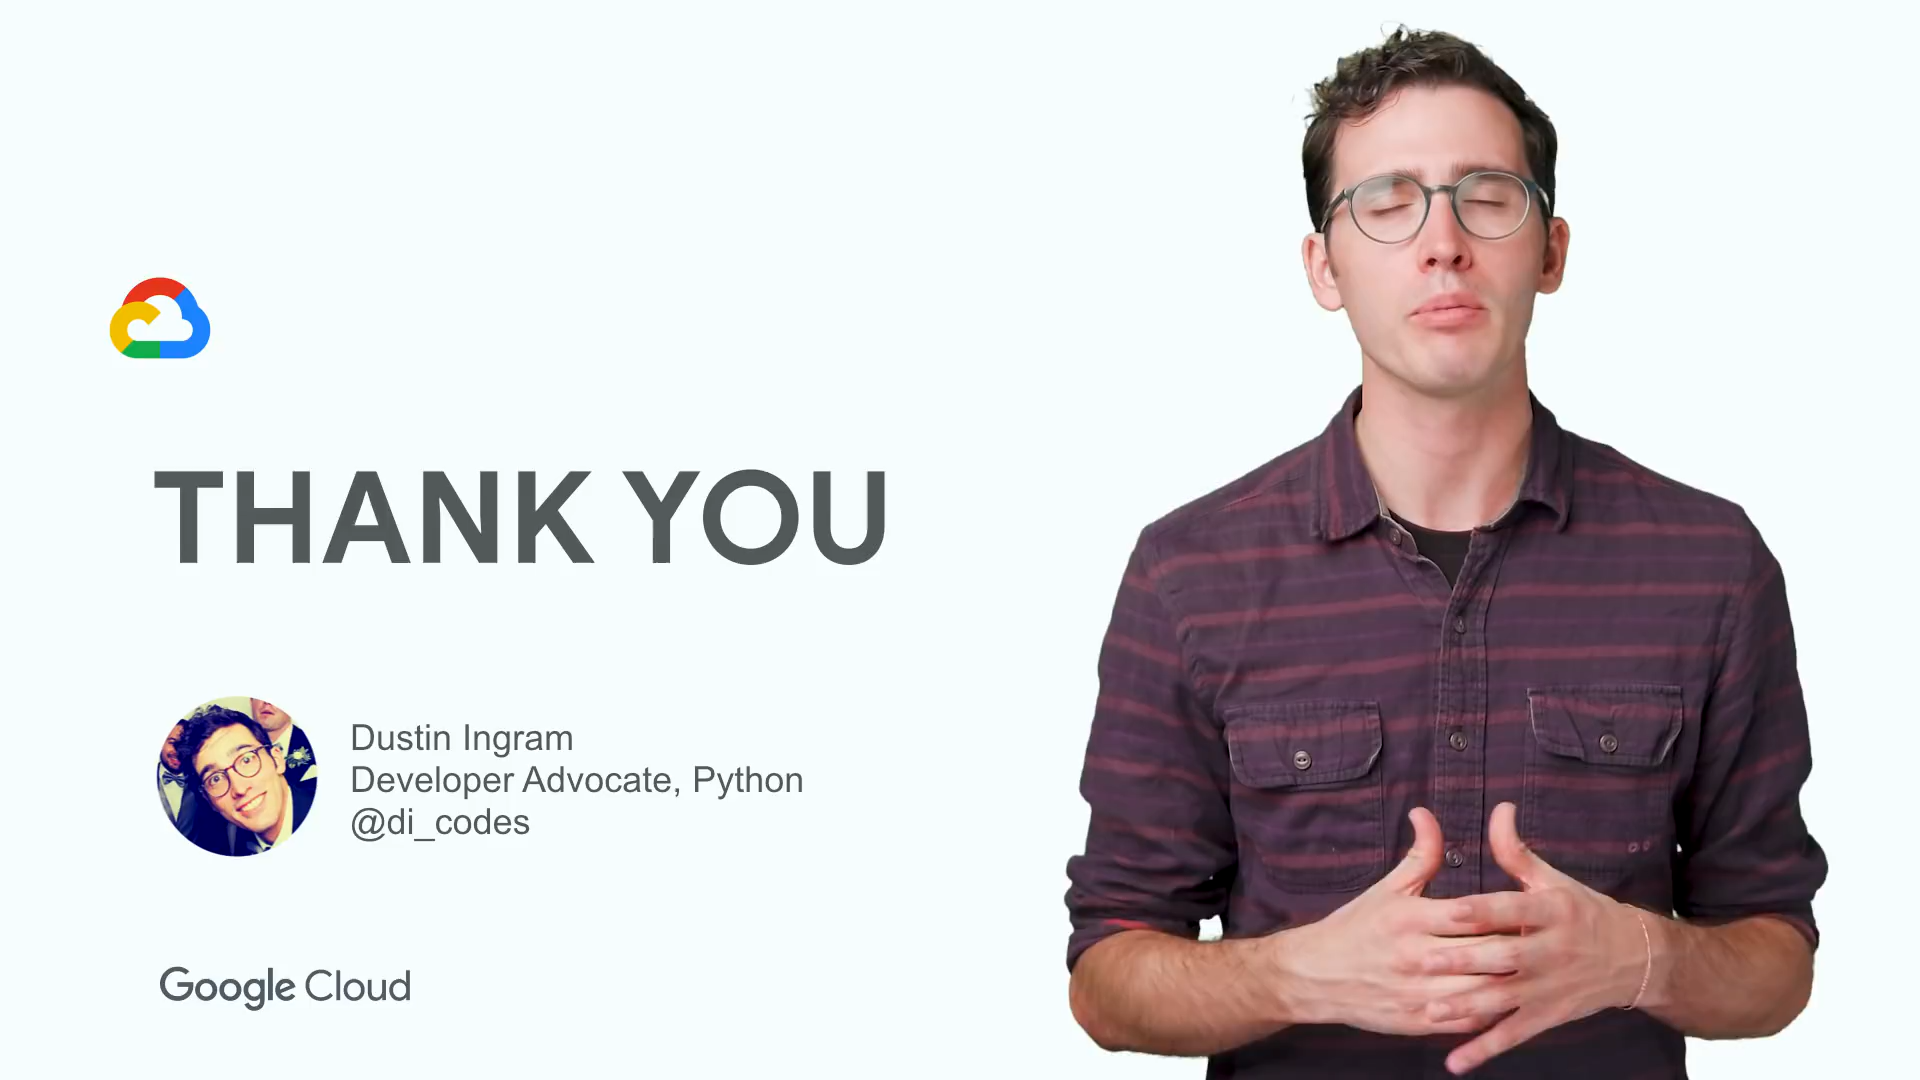 THANK YOU
Dustin Ingram
Developer Advocate, Python
@di_codes
Google Cloud